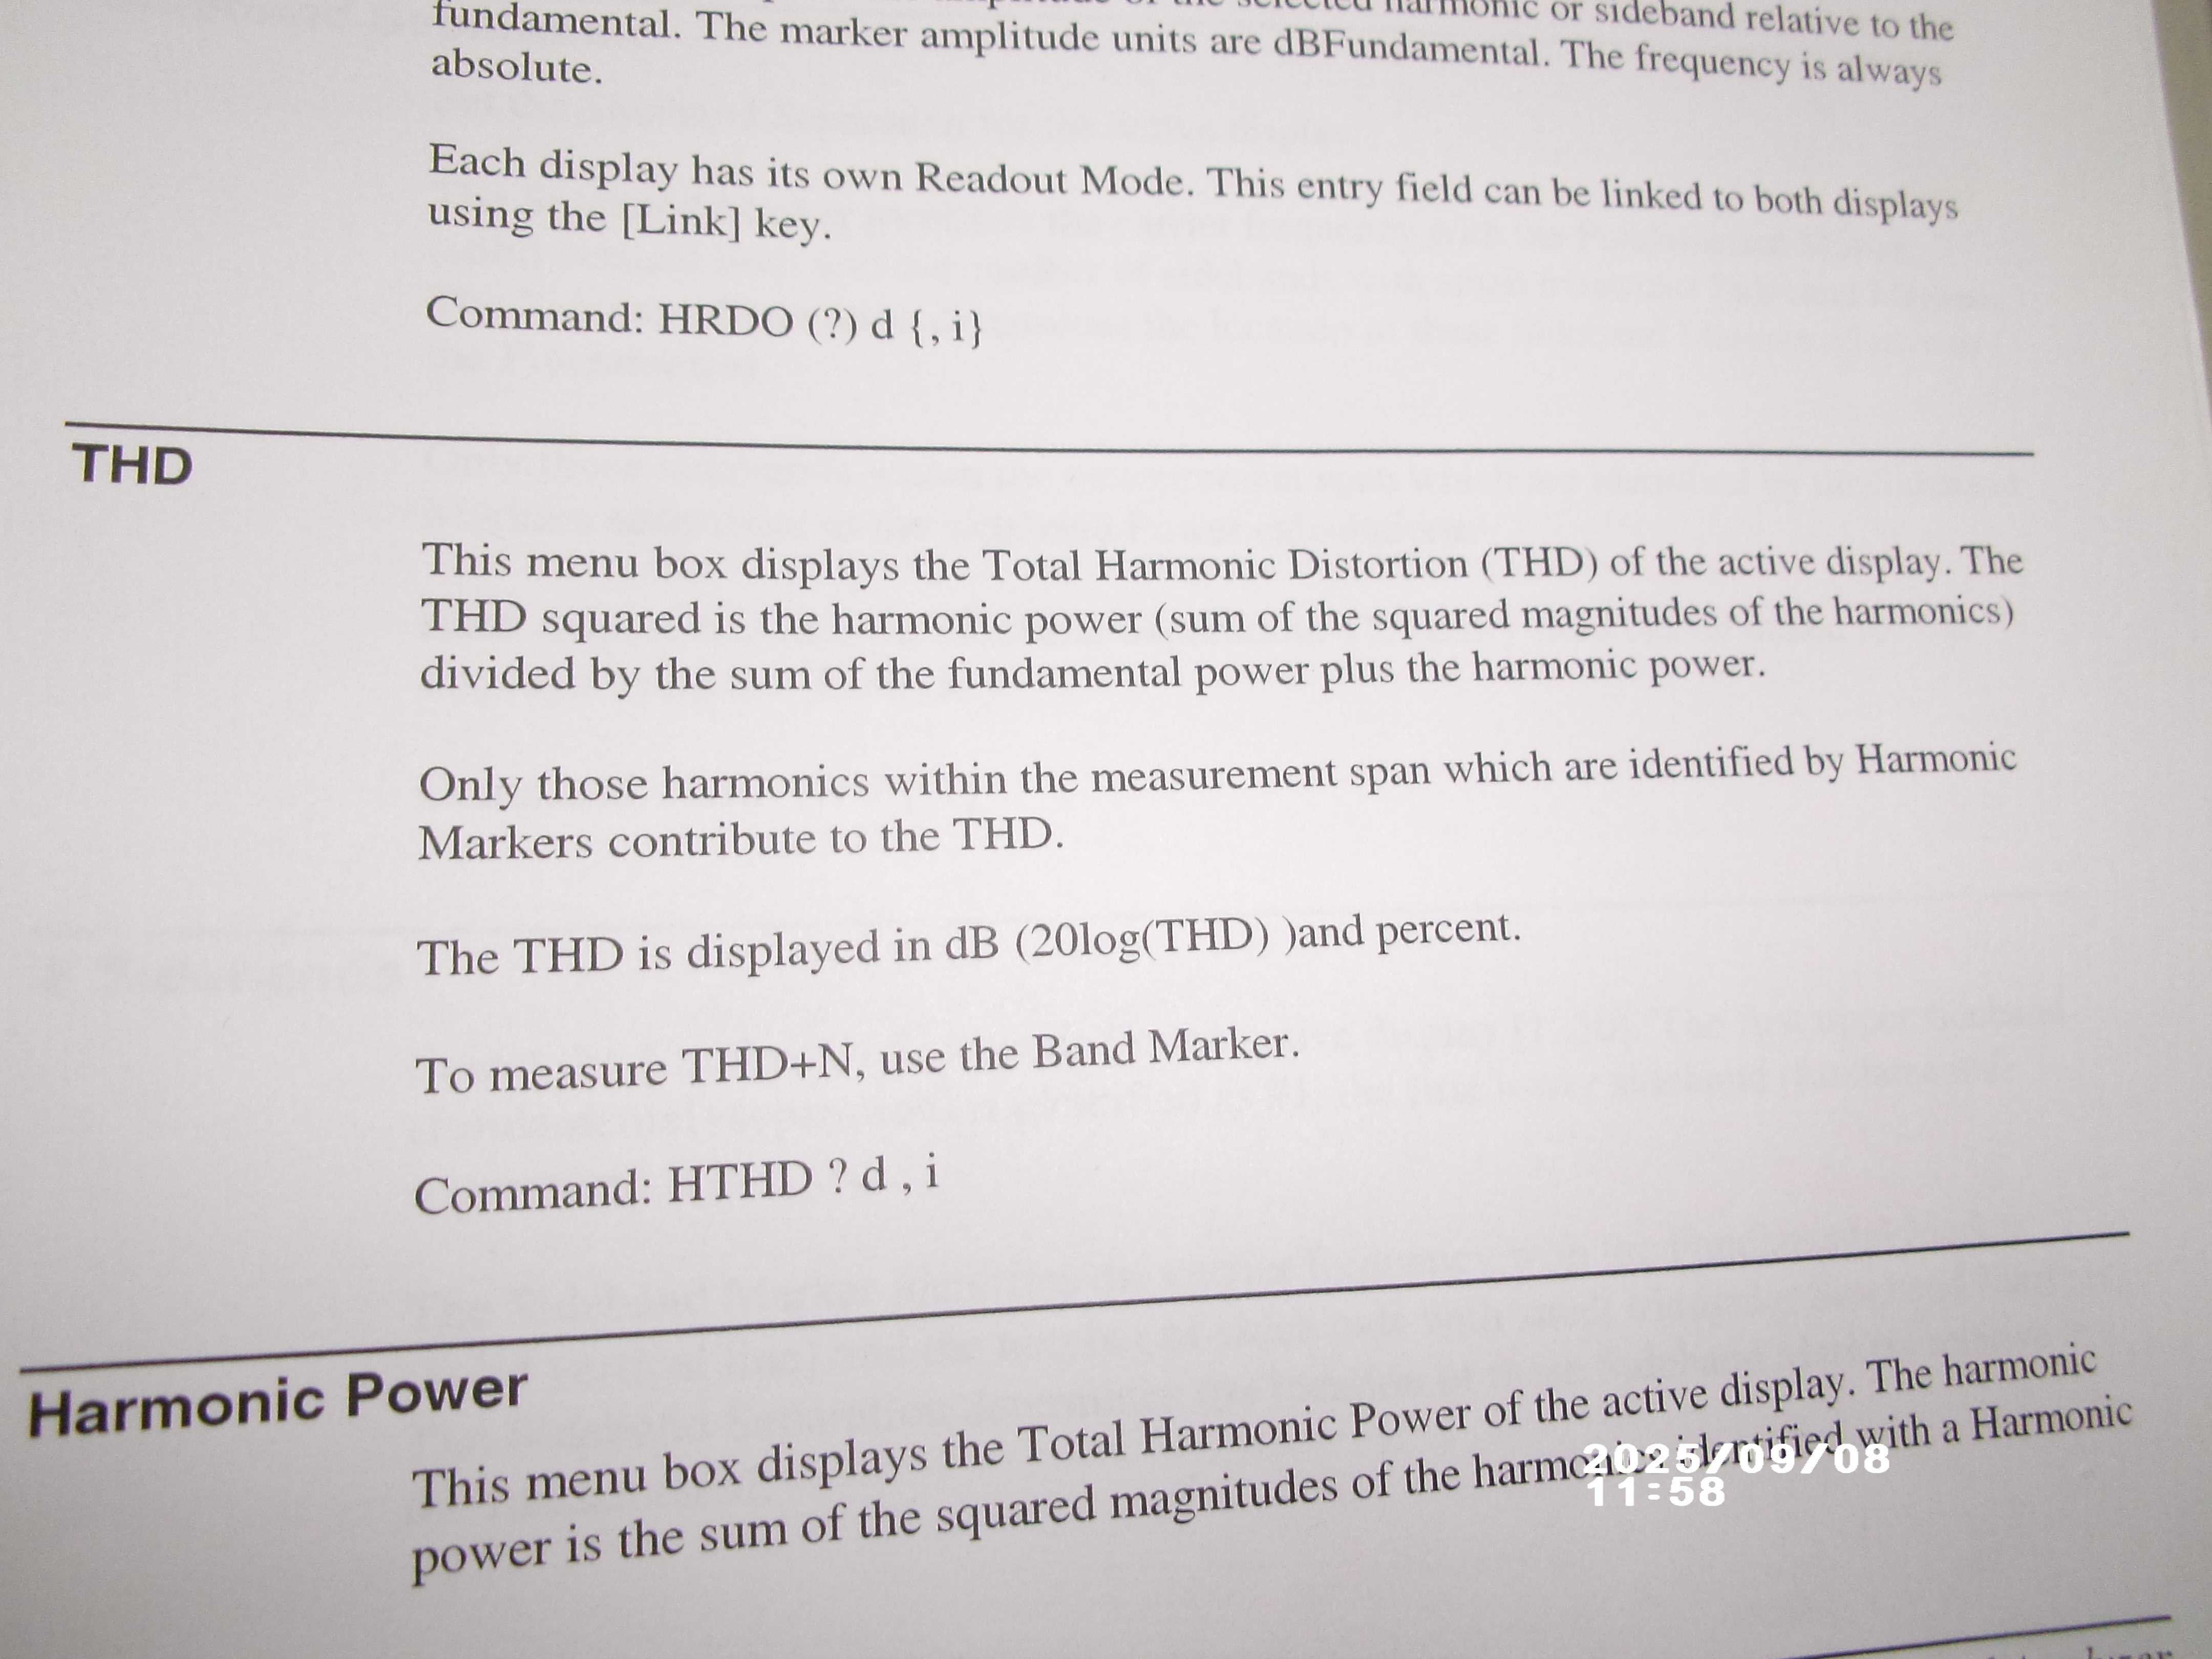 selected harmonic or sideband relative to the
fundamental. The marker amplitude units are dBFundamental. The frequency is always
absolute.
Each display has its own Readout Mode. This entry field can be linked to both displays
using the [Link] key.
Command: HRDO (?) d {, i}
THD
This menu box displays the Total Harmonic Distortion (THD) of the active display. The
THD squared is the harmonic power (sum of the squared magnitudes of the harmonics)
divided by the sum of the fundamental power plus the harmonic power.
Only those harmonics within the measurement span which are identified by Harmonic
Markers contribute to the THD.
The THD is displayed in dB (20log(THD) )and percent.
To measure THD+N, use the Band Marker.
Command: HTHD ? d , i
Harmonic Power
This menu box displays the Total Harmonic Power of the active display. The harmonic
power is the sum of the squared magnitudes of the harmonics identified with a Harmonic
2025/09/08
11:58